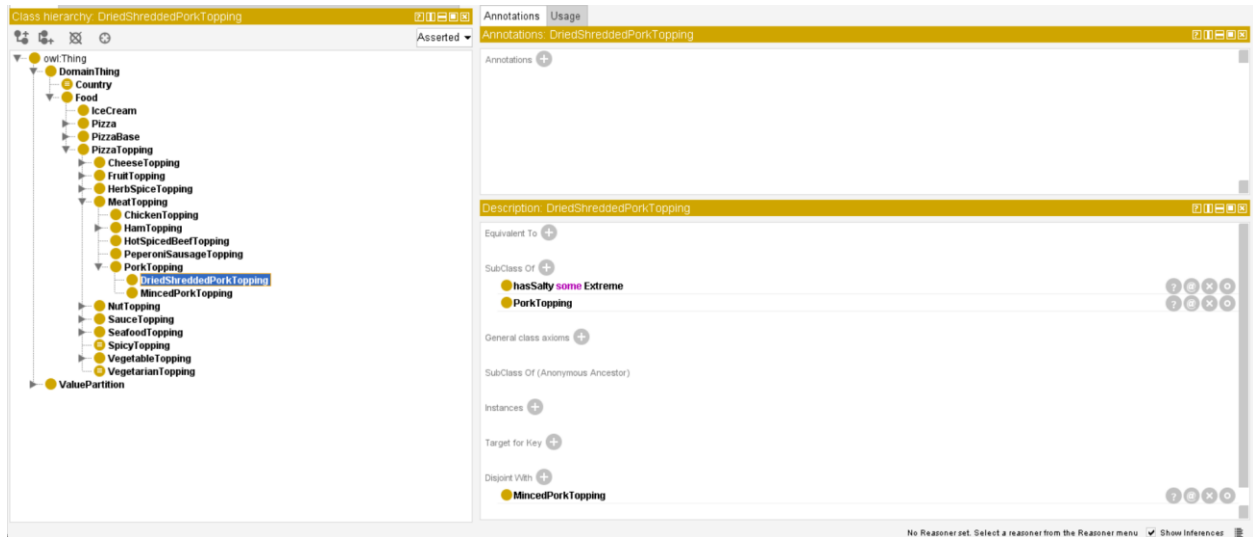 Class hierarchy: DriedShreddedPorkTopping
Asserted
owl:Thing
DomainThing
Country
Food
IceCream
Pizza
PizzaBase
PizzaTopping
CheeseTopping
FruitTopping
HerbSpiceTopping
MeatTopping
ChickenTopping
HamTopping
HotSpicedBeefTopping
PeperoniSausageTopping
PorkTopping
DriedShreddedPorkTopping
MincedPorkTopping
NutTopping
SauceTopping
SeafoodTopping
SpicyTopping
VegetableTopping
VegetarianTopping
ValuePartition
Annotations Usage
Annotations: DriedShreddedPorkTopping
Annotations
Description: DriedShreddedPorkTopping
Equivalent To
SubClass Of
hasSalty some Extreme
PorkTopping
General class axioms
SubClass Of (Anonymous Ancestor)
Instances
Target for Key
Disjoint With
MincedPorkTopping
No Reasoner set. Select a reasoner from the Reasoner menu Show Inferences